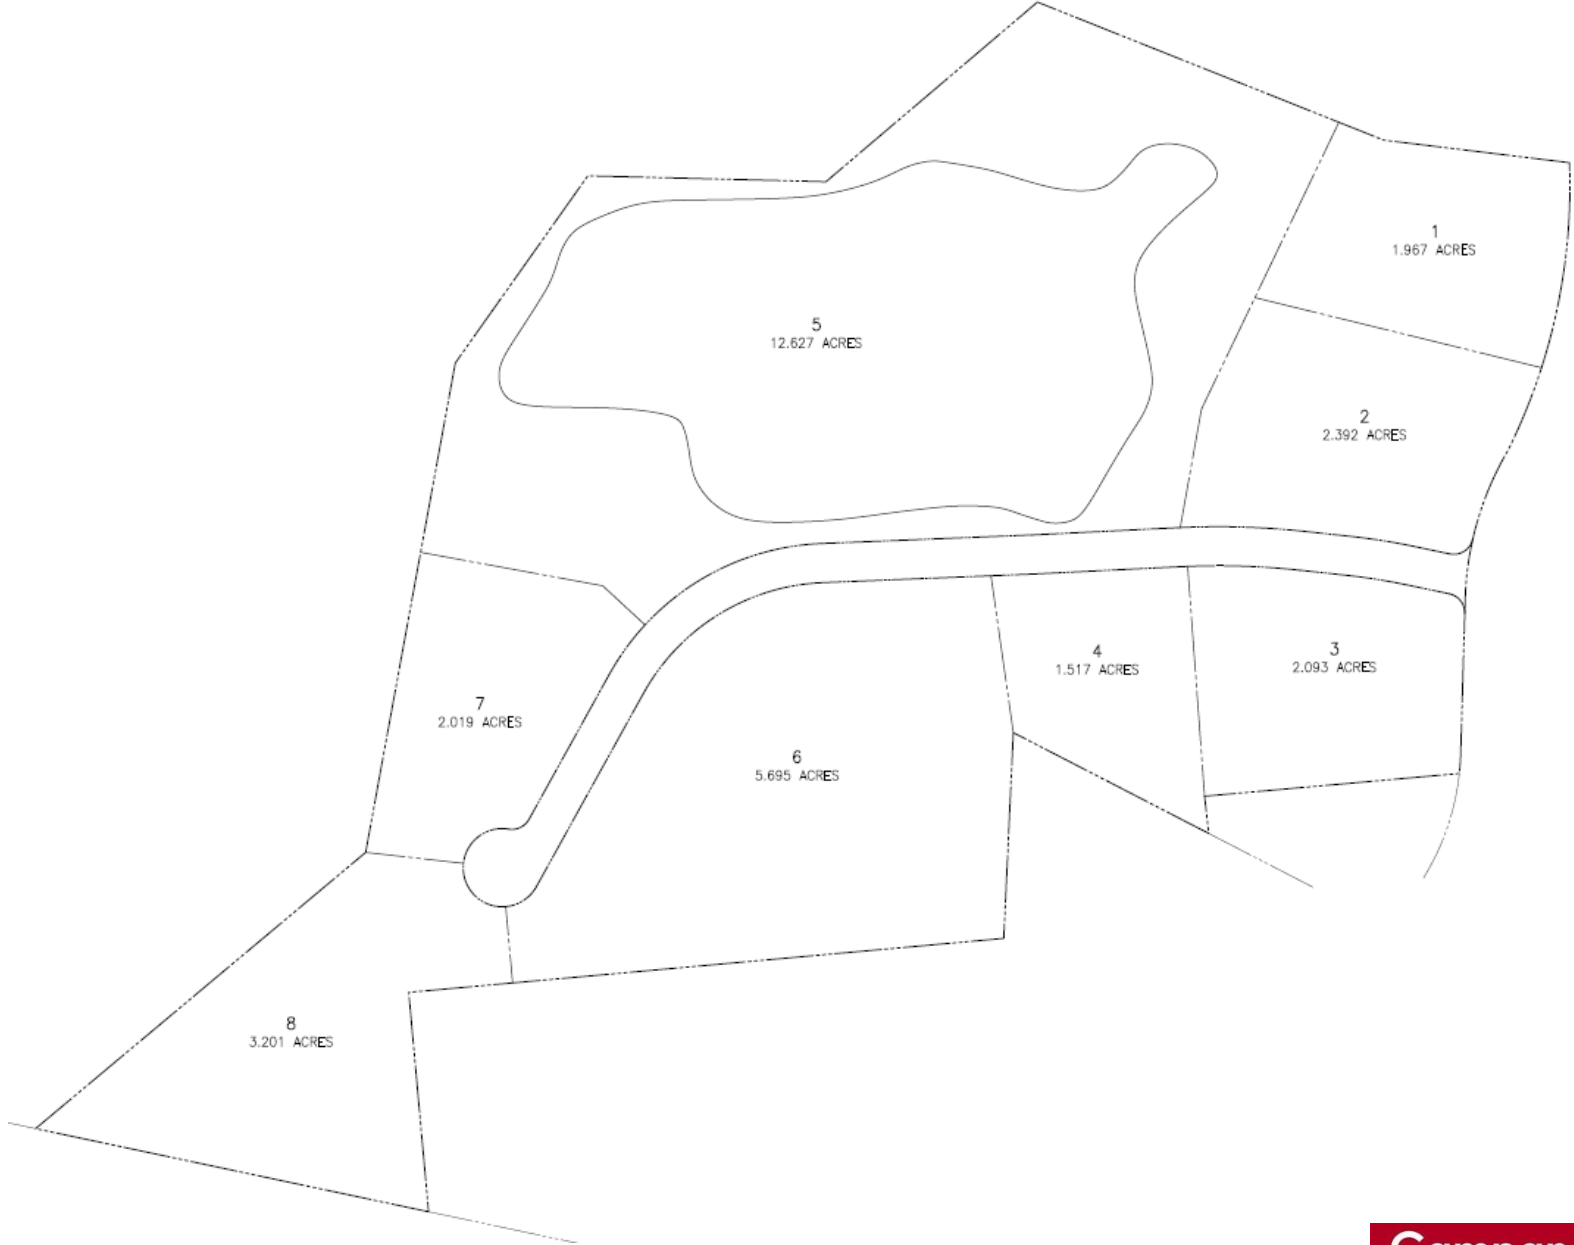 1
1.967 ACRES
5
12.627 ACRES
2
2.392 ACRES
4
1.517 ACRES
3
2.093 ACRES
7
2.019 ACRES
6
5.695 ACRES
8
3.201 ACRES